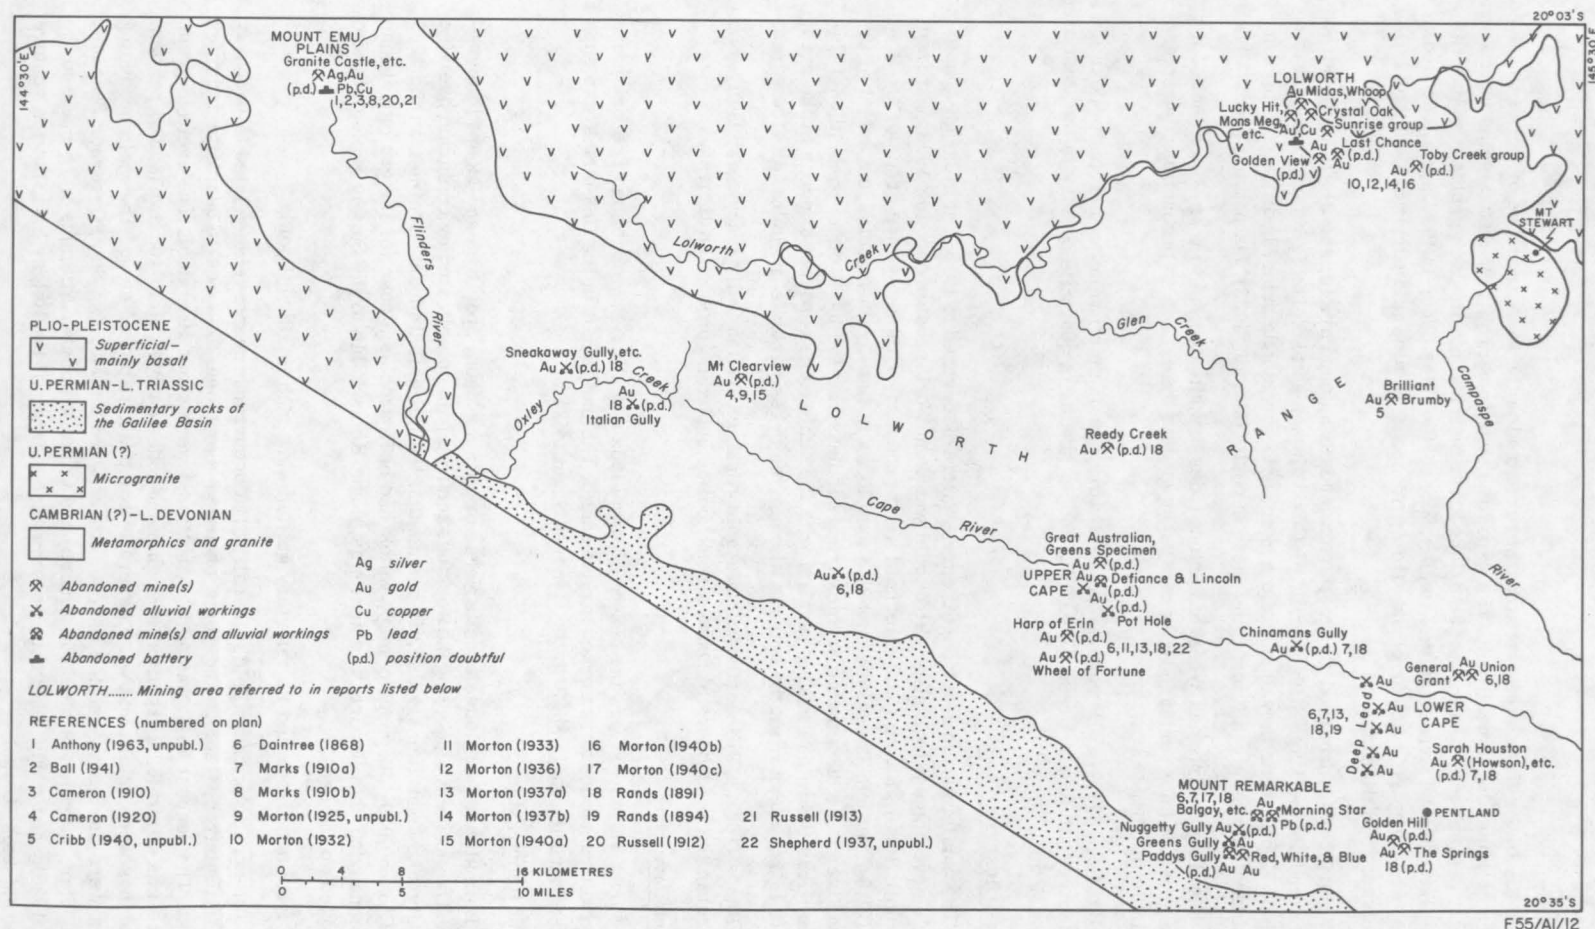 20°03'S
144°30'E
145°30'E
MOUNT EMU
PLAINS
Granite Castle, etc.
Ag, Au
(p.d.) Pb, Cu
1,2,3,8,20,21
LOLWORTH
Au Midas, Whoop
Lucky Hit, Crystal Oak
Mons Meg, Sunrise group
etc. Au, Cu
Au Last Chance
(p.d.)
Golden View Au
(p.d.)
Toby Creek group
Au (p.d.)
10,12,14,16
MT
STEWART
Flinders
River
Lolworth
Creek
Glen
Creek
Campaspe
River
Sneakaway Gully, etc.
Au (p.d.) 18
Oxley
Creek
Au
18 (p.d.)
Italian Gully
Mt Clearview
Au (p.d.)
4,9,15
LOLWORTH
RANGE
Brilliant
Au Brumby
5
Reedy Creek
Au (p.d.) 18
Cape
River
Great Australian,
Greens Specimen
Au (p.d.)
UPPER Au Defiance & Lincoln
CAPE (p.d.)
Au
(p.d.)
Pot Hole
Harp of Erin
Au (p.d.)
6,11,13,18,22
Au (p.d.)
Wheel of Fortune
Au (p.d.)
6,18
Chinamans Gully
Au (p.d.) 7,18
General Au Union
Grant 6,18
Au
Au LOWER
CAPE
6,7,13,
18,19
Au
Deep Lead
Au
Au
Sarah Houston
Au (Howson), etc.
(p.d.) 7,18
MOUNT REMARKABLE
6,7,17,18
Au
Balgay, etc. Morning Star
Pb (p.d.)
Nuggetty Gully Au (p.d.)
Greens Gully Au
Paddys Gully Red, White, & Blue
(p.d.) Au Au
PENTLAND
Golden Hill
Au (p.d.)
Au The Springs
18 (p.d.)
PLIO-PLEISTOCENE
Superficial-
mainly basalt
U. PERMIAN-L. TRIASSIC
Sedimentary rocks of
the Galilee Basin
U. PERMIAN (?)
Microgranite
CAMBRIAN (?)-L. DEVONIAN
Metamorphics and granite
Abandoned mine(s)
Abandoned alluvial workings
Abandoned mine(s) and alluvial workings
Abandoned battery
Ag silver
Au gold
Cu copper
Pb lead
(p.d.) position doubtful
LOLWORTH....... Mining area referred to in reports listed below
REFERENCES (numbered on plan)
1 Anthony (1963, unpubl.)
2 Ball (1941)
3 Cameron (1910)
4 Cameron (1920)
5 Cribb (1940, unpubl.)
6 Daintree (1868)
7 Marks (1910a)
8 Marks (1910b)
9 Morton (1925, unpubl.)
10 Morton (1932)
11 Morton (1933)
12 Morton (1936)
13 Morton (1937a)
14 Morton (1937b)
15 Morton (1940a)
16 Morton (1940b)
17 Morton (1940c)
18 Rands (1891)
19 Rands (1894)
20 Russell (1912)
21 Russell (1913)
22 Shepherd (1937, unpubl.)
0 4 8 16 KILOMETRES
0 5 10 MILES
20°35'S
F55/A1/12